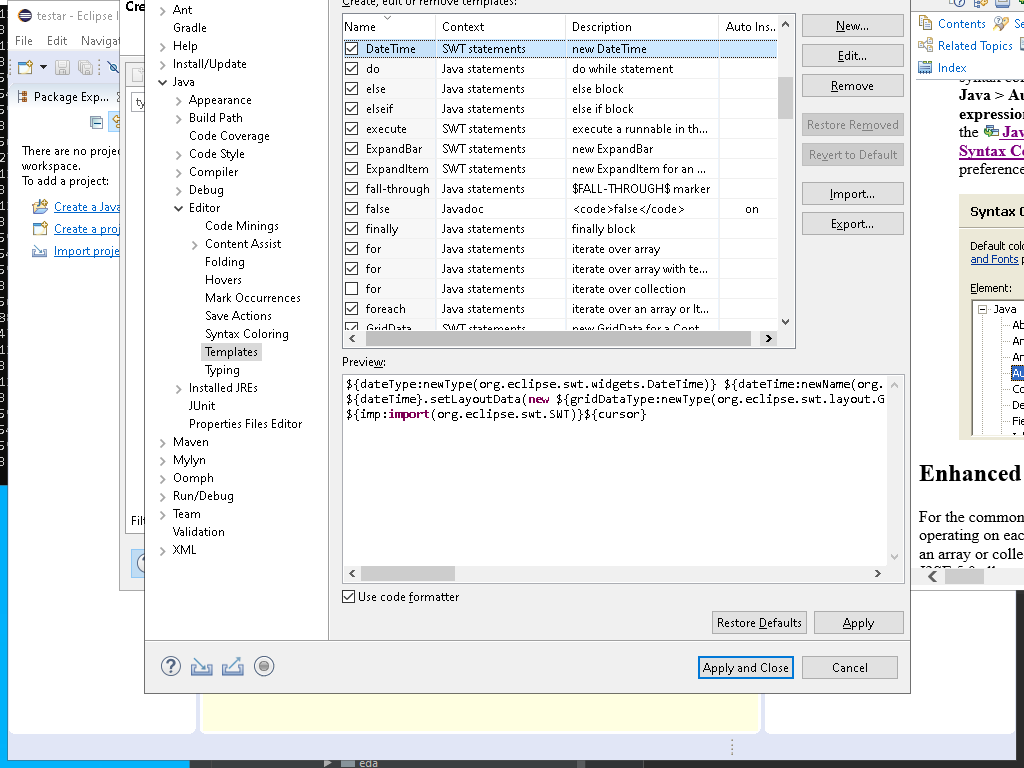 testar - Eclipse I
File Edit Navigat
Package Exp...
There are no projec
workspace.
To add a project:
Create a Java
Create a proj
Import proje
Cre
ty
Filt
Ant
Gradle
Help
Install/Update
Java
Appearance
Build Path
Code Coverage
Code Style
Compiler
Debug
Editor
Code Minings
Content Assist
Folding
Hovers
Mark Occurrences
Save Actions
Syntax Coloring
Templates
Typing
Installed JREs
JUnit
Properties Files Editor
Maven
Mylyn
Oomph
Run/Debug
Team
Validation
XML
Create, edit or remove templates:
Name Context Description Auto Ins...
DateTime SWT statements new DateTime
do Java statements do while statement
else Java statements else block
elseif Java statements else if block
execute SWT statements execute a runnable in th...
ExpandBar SWT statements new ExpandBar
ExpandItem SWT statements new ExpandItem for an ...
fall-through Java statements $FALL-THROUGH$ marker
false Javadoc <code>false</code> on
finally Java statements finally block
for Java statements iterate over array
for Java statements iterate over array with te...
for Java statements iterate over collection
foreach Java statements iterate over an array or It...
GridData SWT statements new GridData for a Cont
New...
Edit...
Remove
Restore Removed
Revert to Default
Import...
Export...
Preview:
${dateType:newType(org.eclipse.swt.widgets.DateTime)} ${dateTime:newName(org.
${dateTime}.setLayoutData(new ${gridDataType:newType(org.eclipse.swt.layout.G
${imp:import(org.eclipse.swt.SWT)}${cursor}
Use code formatter
Restore Defaults
Apply
Apply and Close
Cancel
Contents Se
Related Topics
Index
Java > Au
expression
the Jav
Syntax Co
preference
Syntax C
Default colo
and Fonts p
Element:
Java
Au
Co
De
Fie
Enhanced
For the common
operating on eac
an array or colle
eda